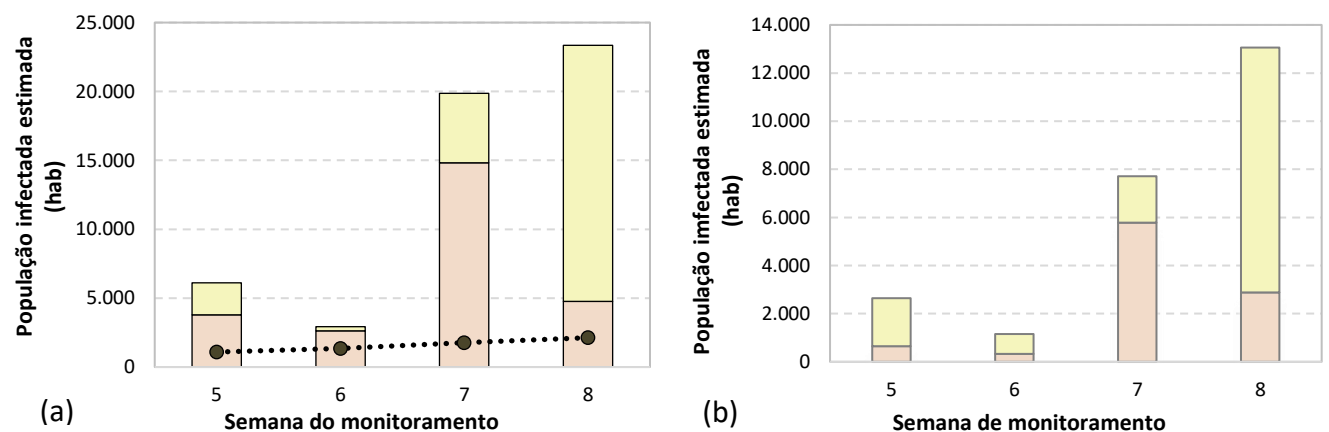 População infectada estimada
(hab)
25.000
20.000
15.000
10.000
5.000
0
5 6 7 8
Semana do monitoramento
(a)
População imfectada estimada
(hab)
14.000
12.000
10.000
8.000
6.000
4.000
2.000
0
5 6 7 8
Semana de monitoramento
(b)